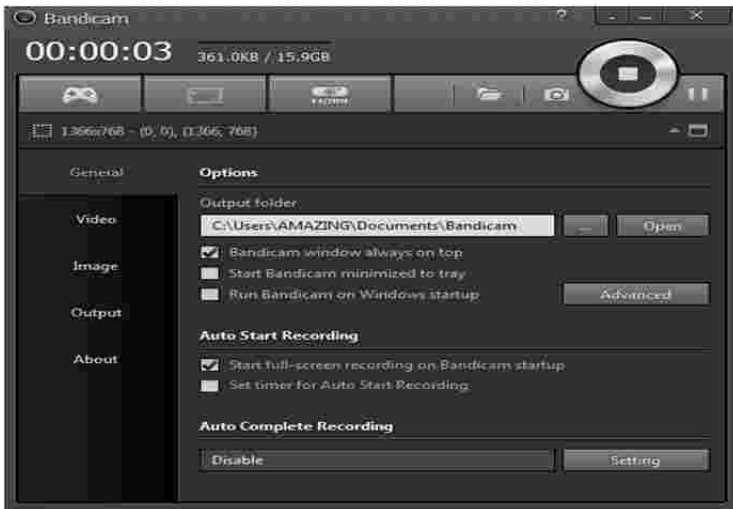 Bandicam
00:00:03 361.0KB / 15.9GB
HDMI
1366x768 - (0, 0), (1366, 768)
General
Options
Output folder
Video
C:\Users\AMAZING\Documents\Bandicam ... Open
Bandicam window always on top
Image
Start Bandicam minimized to tray
Run Bandicam on Windows startup Advanced
Output
Auto Start Recording
About
Start full-screen recording on Bandicam startup
Set timer for Auto Start Recording
Auto Complete Recording
Disable Setting